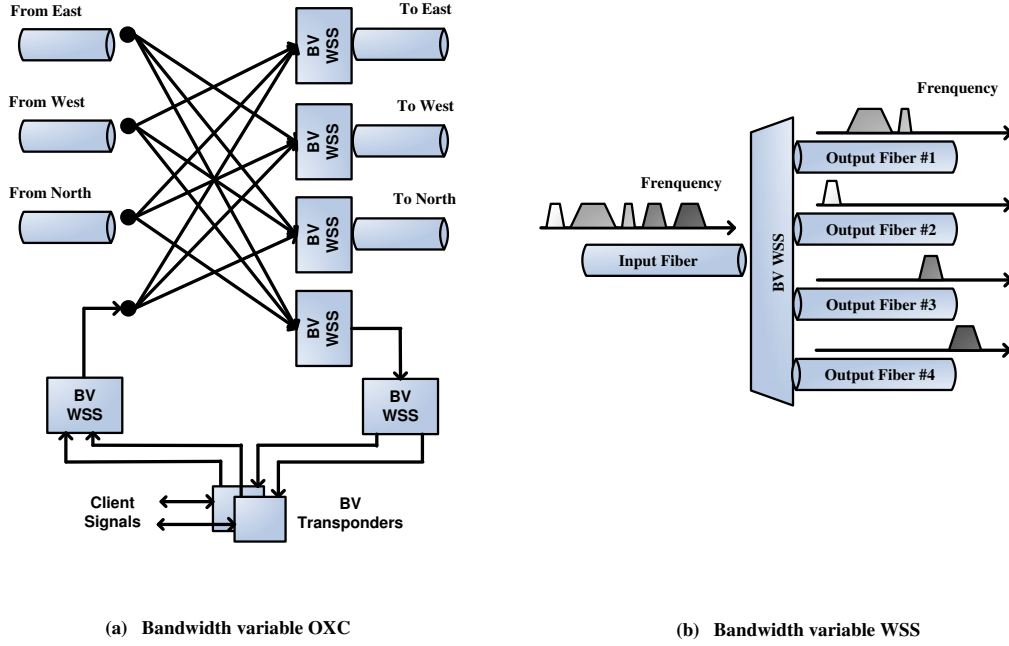 From East
To East
BV
WSS
From West
To West
BV
WSS
From North
To North
BV
WSS
BV
WSS
BV
WSS
BV
WSS
Client
Signals
BV
Transponders
(a) Bandwidth variable OXC
Frenquency
Output Fiber #1
Frenquency
Output Fiber #2
Input Fiber
BV WSS
Output Fiber #3
Output Fiber #4
(b) Bandwidth variable WSS